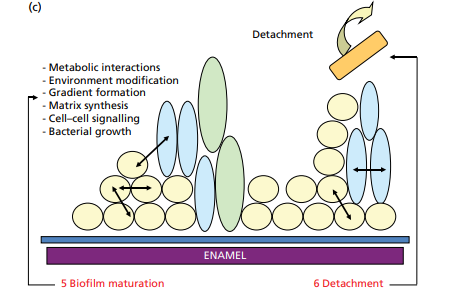 (c)
Detachment
- Metabolic interactions
- Environment modification
- Gradient formation
- Matrix synthesis
- Cell–cell signalling
- Bacterial growth
ENAMEL
5 Biofilm maturation
6 Detachment